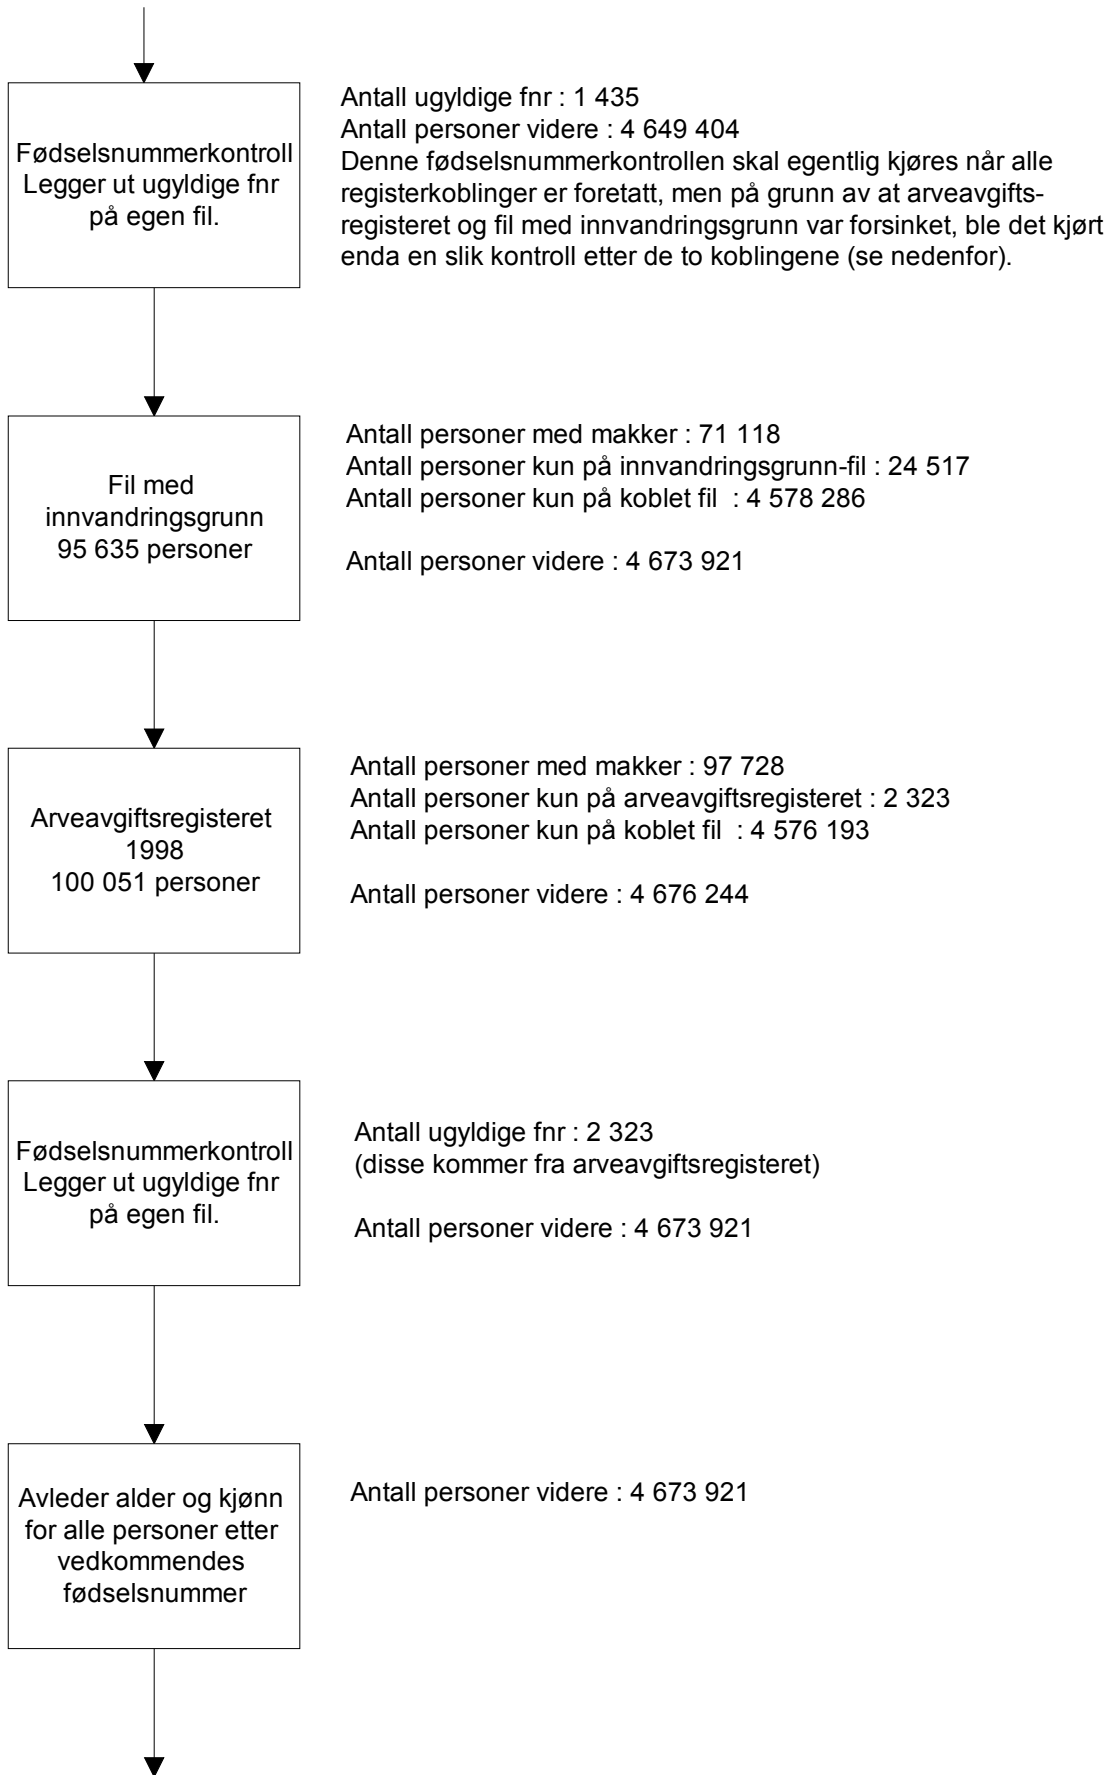 Fødselsnummerkontroll
Legger ut ugyldige fnr
på egen fil.
Antall ugyldige fnr : 1 435
Antall personer videre : 4 649 404
Denne fødselsnummerkontrollen skal egentlig kjøres når alle
registerkoblinger er foretatt, men på grunn av at arveavgifts-
registeret og fil med innvandringsgrunn var forsinket, ble det kjørt
enda en slik kontroll etter de to koblingene (se nedenfor).
Fil med
innvandringsgrunn
95 635 personer
Antall personer med makker : 71 118
Antall personer kun på innvandringsgrunn-fil : 24 517
Antall personer kun på koblet fil : 4 578 286
Antall personer videre : 4 673 921
Arveavgiftsregisteret
1998
100 051 personer
Antall personer med makker : 97 728
Antall personer kun på arveavgiftsregisteret : 2 323
Antall personer kun på koblet fil : 4 576 193
Antall personer videre : 4 676 244
Fødselsnummerkontroll
Legger ut ugyldige fnr
på egen fil.
Antall ugyldige fnr : 2 323
(disse kommer fra arveavgiftsregisteret)
Antall personer videre : 4 673 921
Avleder alder og kjønn
for alle personer etter
vedkommendes
fødselsnummer
Antall personer videre : 4 673 921